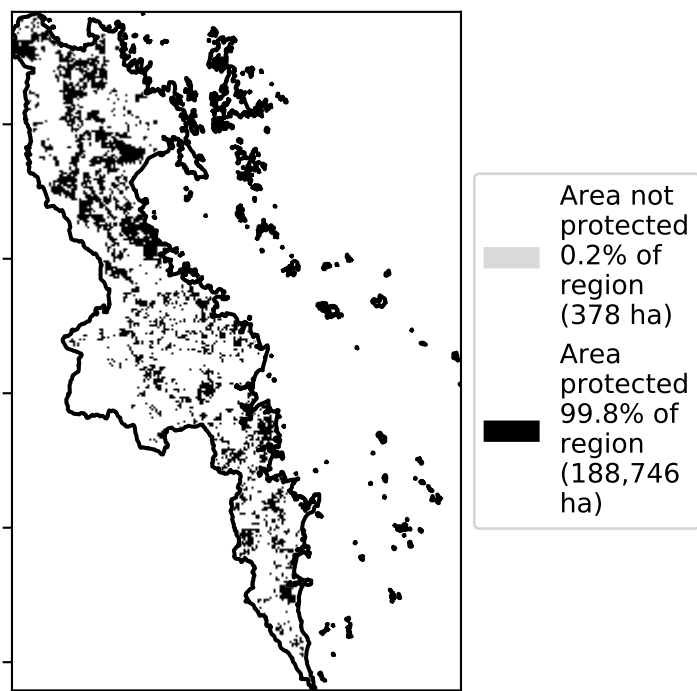 Area not
protected
0.2% of
region
(378 ha)
Area
protected
99.8% of
region
(188,746
ha)